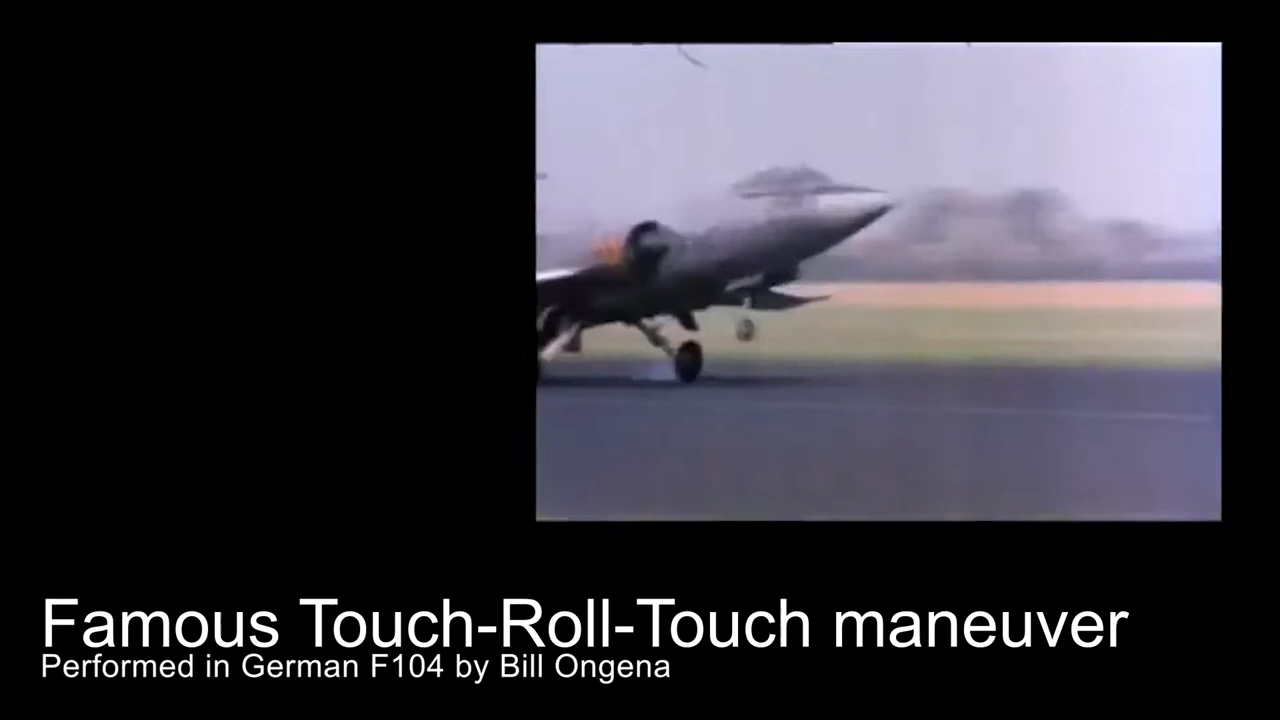 Famous Touch-Roll-Touch maneuver
Performed in German F104 by Bill Ongena